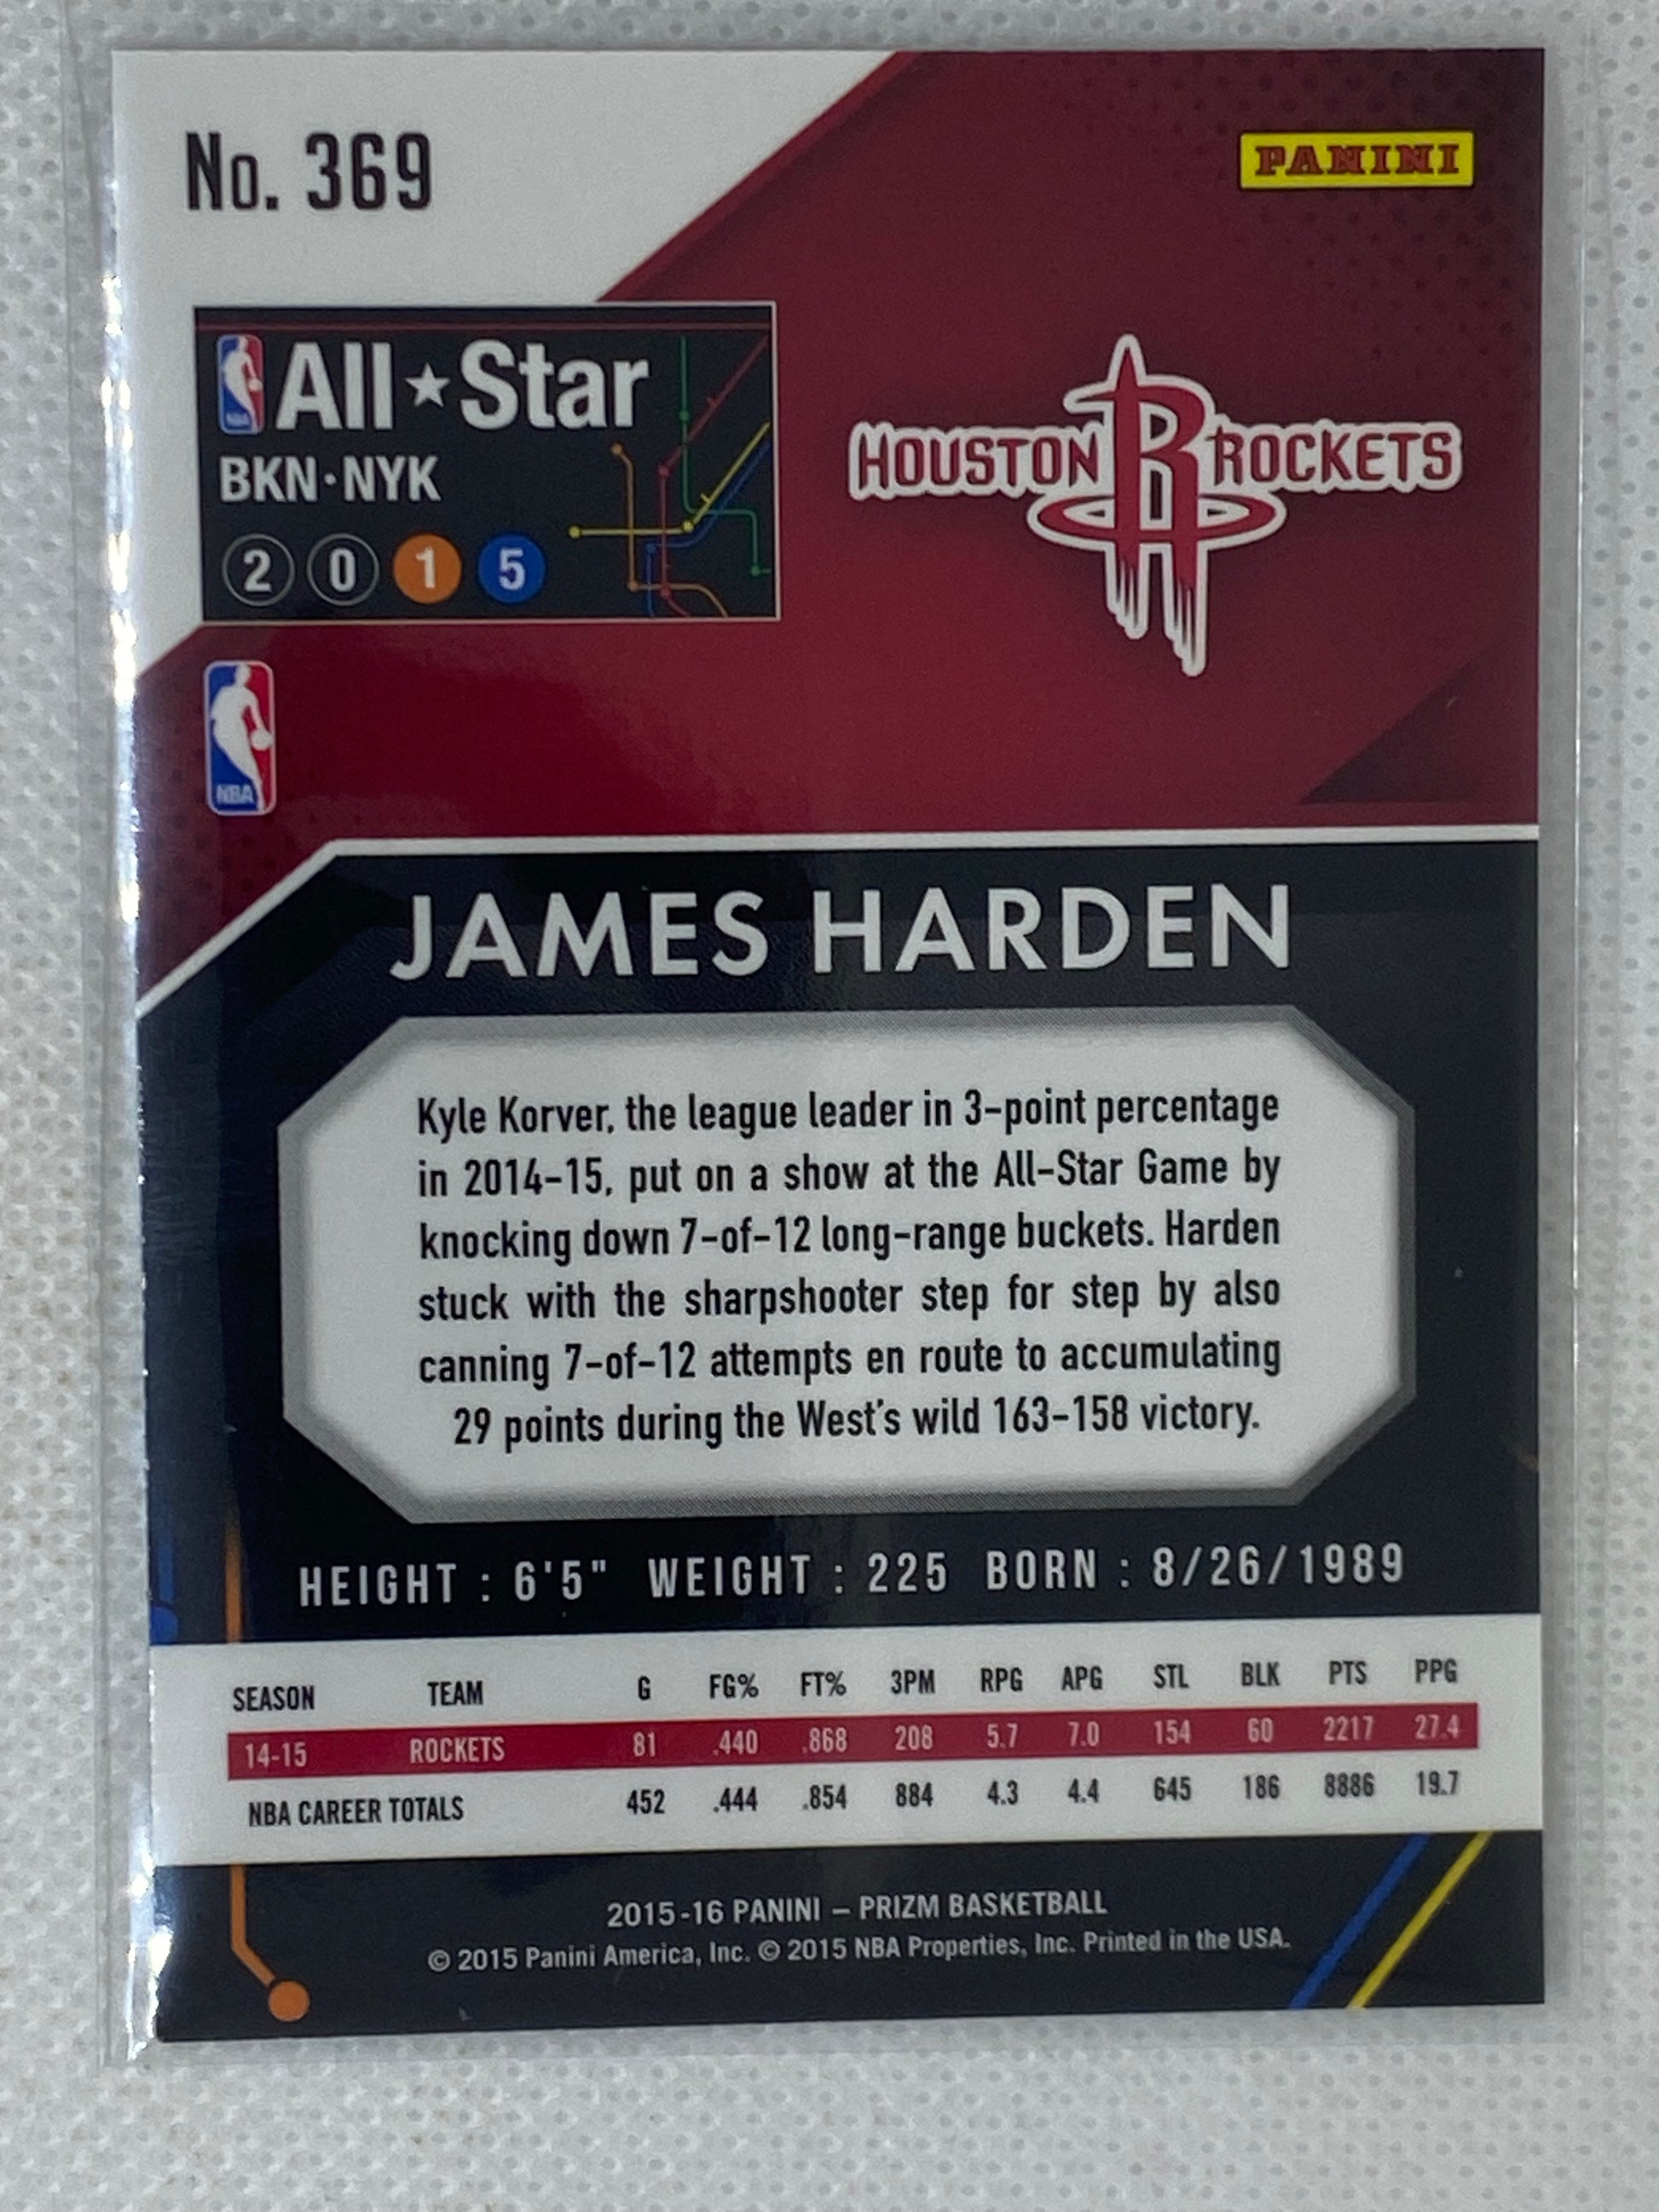 No. 369
PANINI
NBA
All★Star
BKN·NYK
2015
HOUSTON R ROCKETS
NBA
JAMES HARDEN
Kyle Korver, the league leader in 3-point percentage
in 2014-15, put on a show at the All-Star Game by
knocking down 7-of-12 long-range buckets. Harden
stuck with the sharpshooter step for step by also
canning 7-of-12 attempts en route to accumulating
29 points during the West's wild 163-158 victory.
HEIGHT : 6'5" WEIGHT : 225 BORN : 8/26/1989
SEASON TEAM G FG% FT% 3PM RPG APG STL BLK PTS PPG
14-15 ROCKETS 81 .440 .868 208 5.7 7.0 154 60 2217 27.4
NBA CAREER TOTALS 452 .444 .854 884 4.3 4.4 645 186 8886 19.7
2015-16 PANINI – PRIZM BASKETBALL
© 2015 Panini America, Inc. © 2015 NBA Properties, Inc. Printed in the USA.